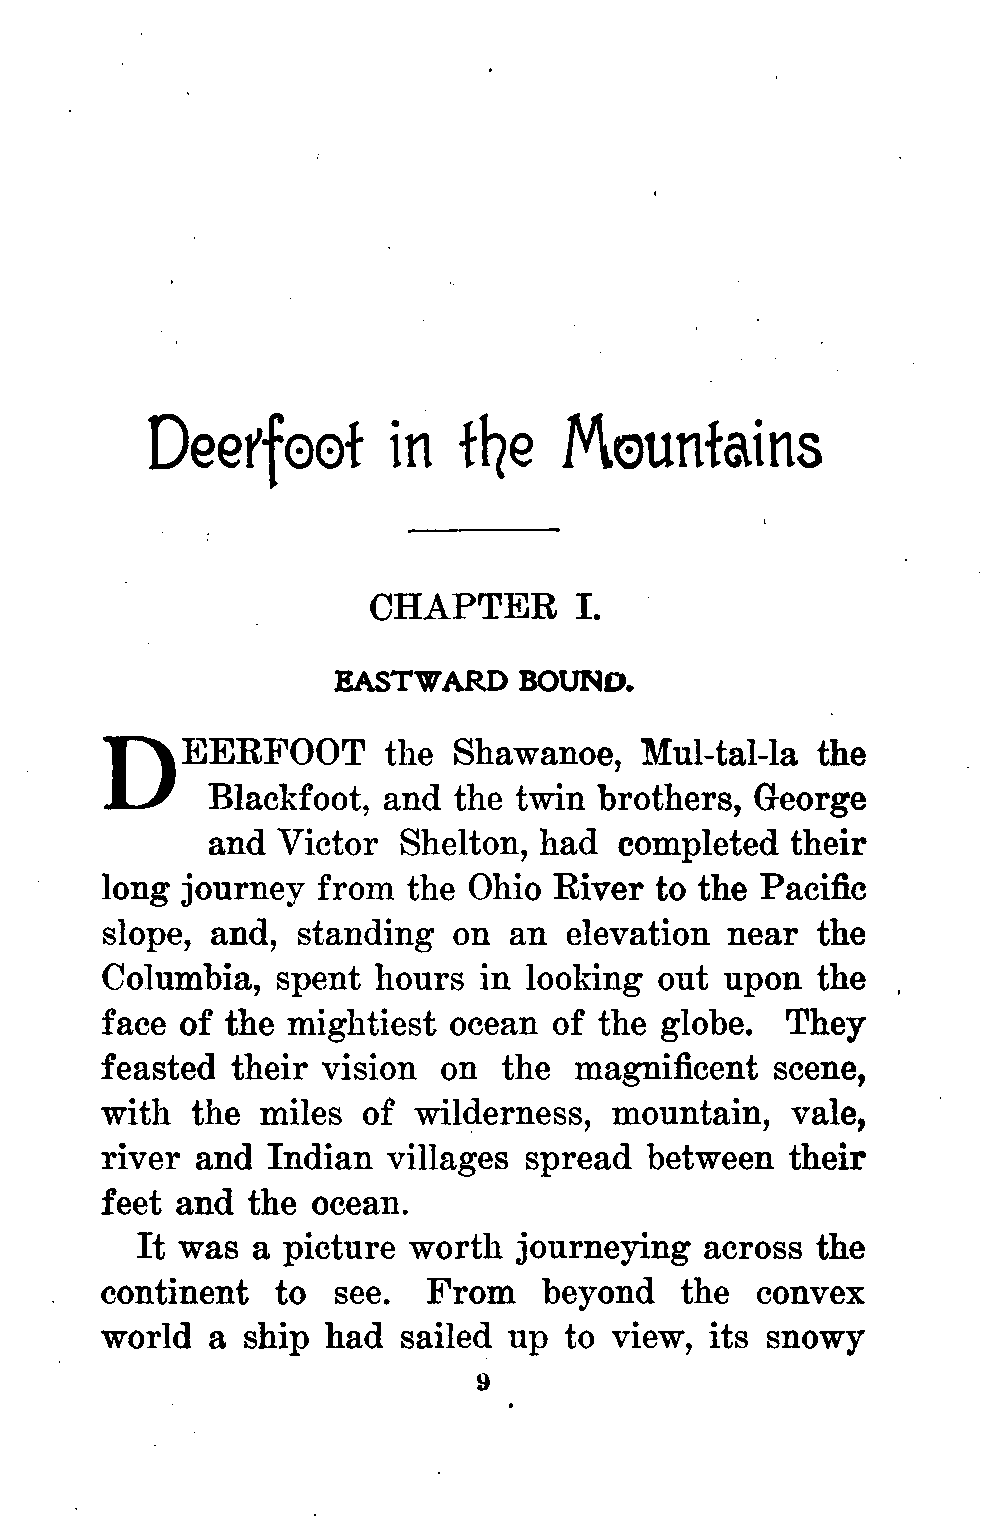 Deerfoot in the Mountains
CHAPTER I.
EASTWARD BOUND.
DEERFOOT the Shawanoe, Mul-tal-la the
Blackfoot, and the twin brothers, George
and Victor Shelton, had completed their
long journey from the Ohio River to the Pacific
slope, and, standing on an elevation near the
Columbia, spent hours in looking out upon the
face of the mightiest ocean of the globe. They
feasted their vision on the magnificent scene,
with the miles of wilderness, mountain, vale,
river and Indian villages spread between their
feet and the ocean.
It was a picture worth journeying across the
continent to see. From beyond the convex
world a ship had sailed up to view, its snowy
9